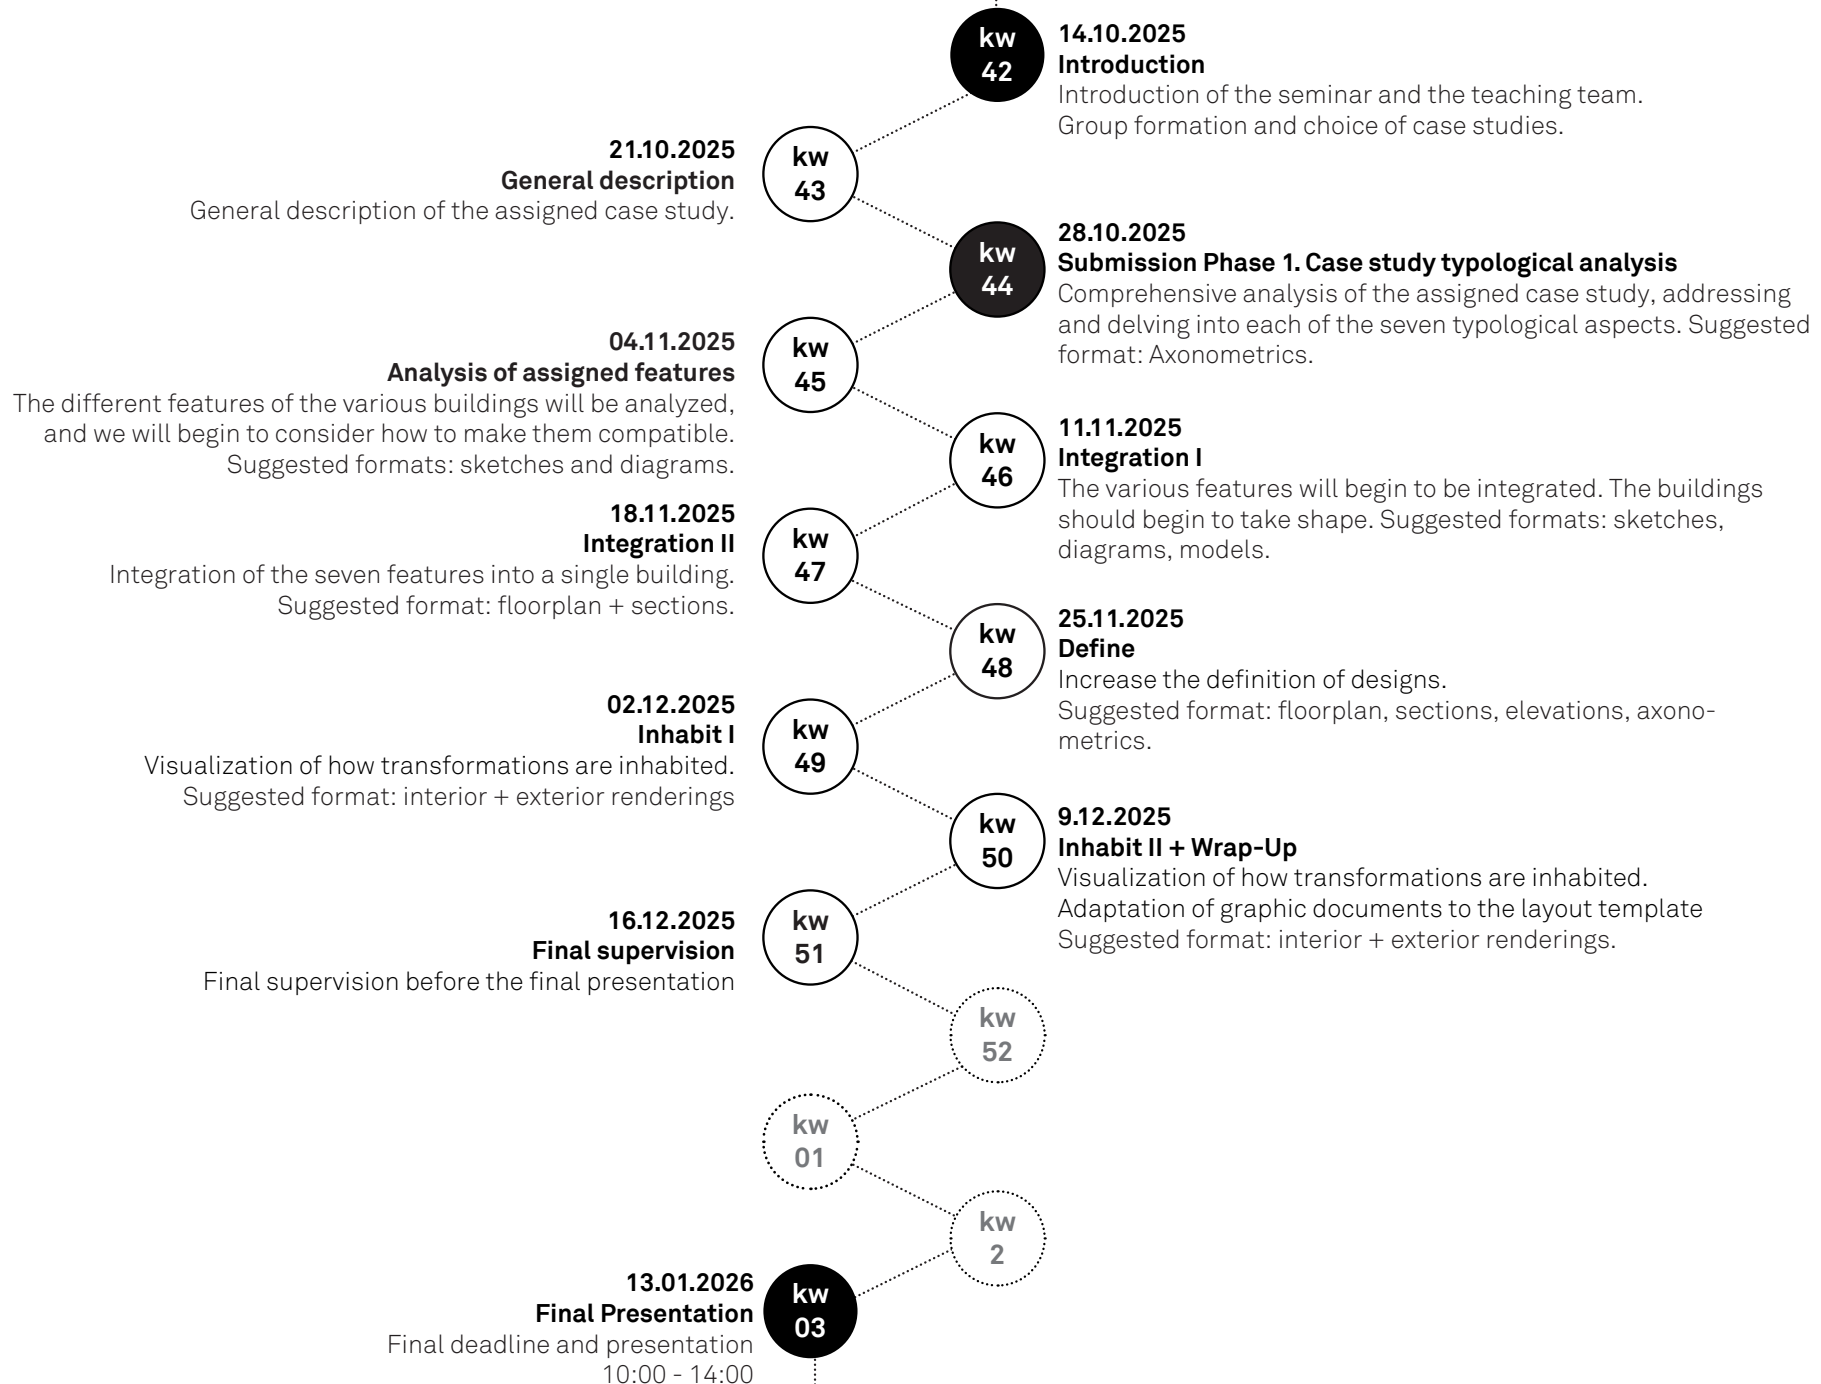 kw
42
14.10.2025
Introduction
Introduction of the seminar and the teaching team.
Group formation and choice of case studies.
21.10.2025
General description
General description of the assigned case study.
kw
43
kw
44
28.10.2025
Submission Phase 1. Case study typological analysis
Comprehensive analysis of the assigned case study, addressing
and delving into each of the seven typological aspects. Suggested
format: Axonometrics.
04.11.2025
Analysis of assigned features
The different features of the various buildings will be analyzed,
and we will begin to consider how to make them compatible.
Suggested formats: sketches and diagrams.
kw
45
kw
46
11.11.2025
Integration I
The various features will begin to be integrated. The buildings
should begin to take shape. Suggested formats: sketches,
diagrams, models.
18.11.2025
Integration II
Integration of the seven features into a single building.
Suggested format: floorplan + sections.
kw
47
kw
48
25.11.2025
Define
Increase the definition of designs.
Suggested format: floorplan, sections, elevations, axono-
metrics.
02.12.2025
Inhabit I
Visualization of how transformations are inhabited.
Suggested format: interior + exterior renderings
kw
49
kw
50
9.12.2025
Inhabit II + Wrap-Up
Visualization of how transformations are inhabited.
Adaptation of graphic documents to the layout template
Suggested format: interior + exterior renderings.
16.12.2025
Final supervision
Final supervision before the final presentation
kw
51
kw
52
kw
01
kw
2
13.01.2026
Final Presentation
Final deadline and presentation
10:00 - 14:00
kw
03